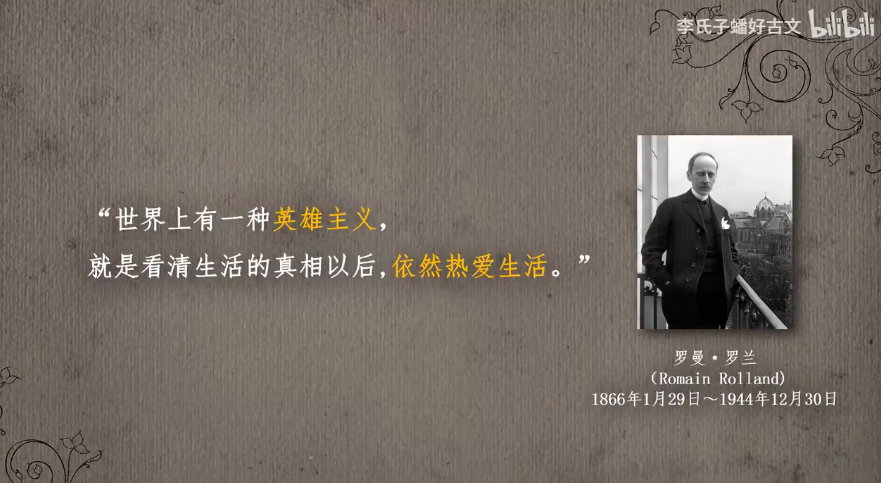 李氏子蟠好古文 bilibili
“世界上有一种英雄主义，
就是看清生活的真相以后，依然热爱生活。”
罗曼·罗兰
（Romain Rolland）
1866年1月29日～1944年12月30日